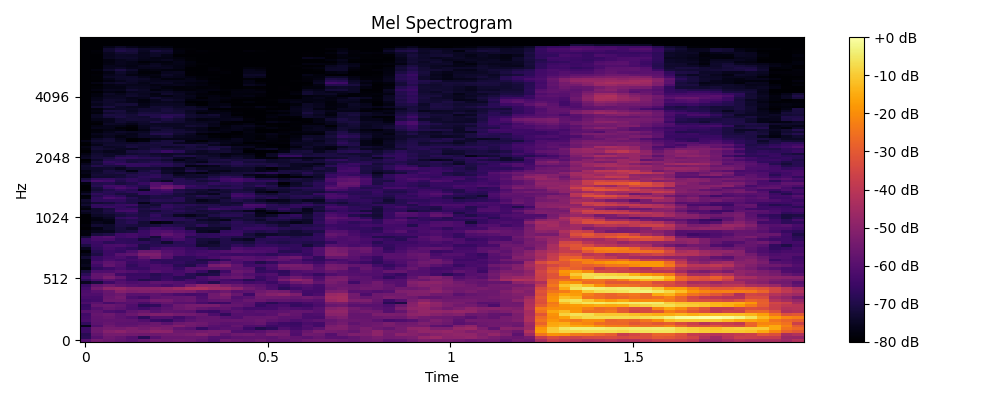 Mel Spectrogram
Hz
4096
2048
1024
512
0
0 0.5 1 1.5
Time
+0 dB
-10 dB
-20 dB
-30 dB
-40 dB
-50 dB
-60 dB
-70 dB
-80 dB